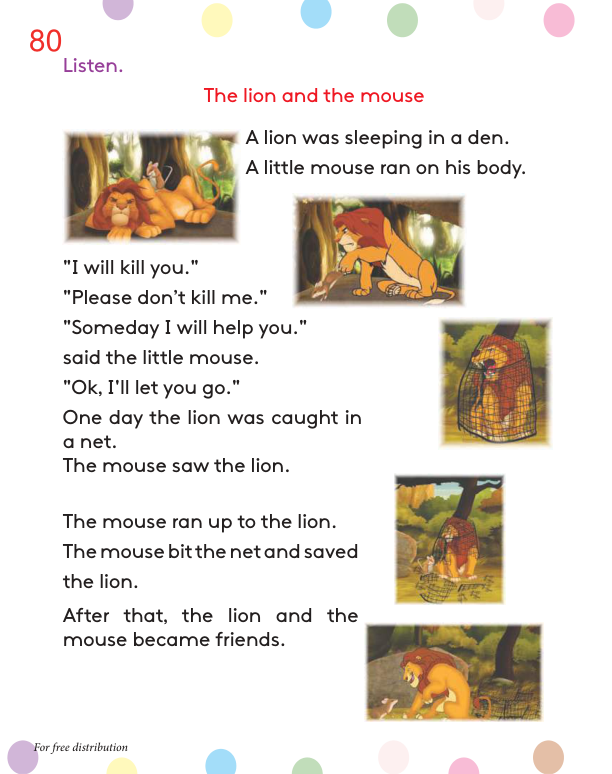 80
Listen.
The lion and the mouse
A lion was sleeping in a den.
A little mouse ran on his body.
"I will kill you."
"Please don’t kill me."
"Someday I will help you."
said the little mouse.
"Ok, I'll let you go."
One day the lion was caught in
a net.
The mouse saw the lion.
The mouse ran up to the lion.
The mouse bit the net and saved
the lion.
After that, the lion and the
mouse became friends.
For free distribution